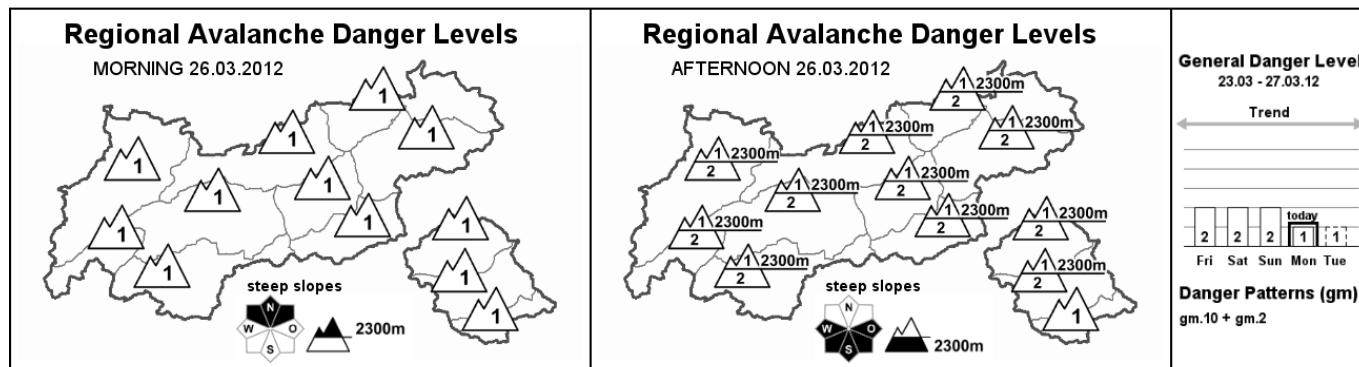 Regional Avalanche Danger Levels
MORNING 26.03.2012
1
1
1
1
1
1
1
1
1
1
1
1
steep slopes
N
W O
S
2300m
Regional Avalanche Danger Levels
AFTERNOON 26.03.2012
1 2300m
2
1 2300m
2
1 2300m
2
1 2300m
2
1 2300m
2
1 2300m
2
1 2300m
2
1 2300m
2
1 2300m
2
1 2300m
2
1 2300m
2
1
steep slopes
N
W O
S
2300m
General Danger Level
23.03 - 27.03.12
Trend
today
2 2 2 1 1
Fri Sat Sun Mon Tue
Danger Patterns (gm)
gm.10 + gm.2